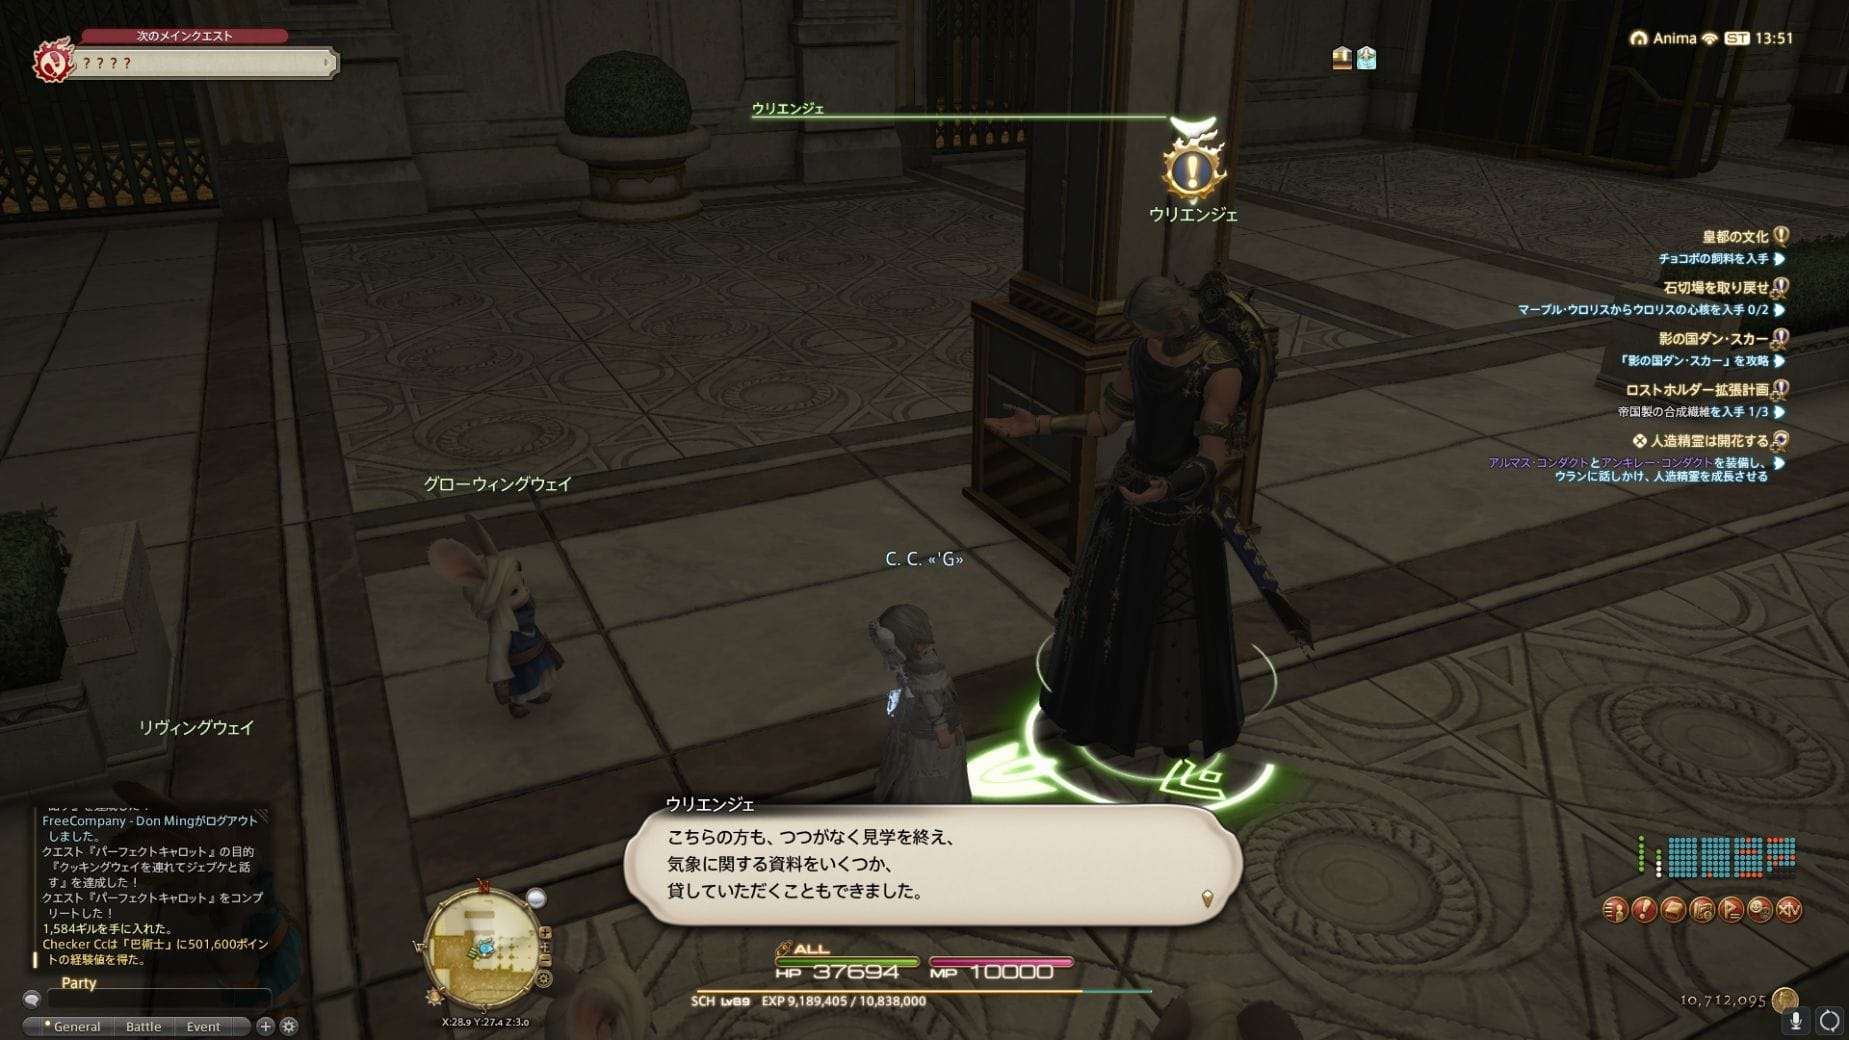 次のメインクエスト
????
Anima ST 13:51
ウリエンジェ
ウリエンジェ
皇都の文化
チョコボの飼料を入手
石切場を取り戻せ
マーブル・ウロリスからウロリスの心核を入手 0/2
影の国ダン・スカー
「影の国ダン・スカー」を攻略
ロストホルダー拡張計画
帝国製の合成繊維を入手 1/3
人造精霊は開花する
アルマス・コンダクトとアンキレー・コンダクトを装備し、
ウランに話しかけ、人造精霊を成長させる
グローウィングウェイ
C. C. «'G»
リヴィングウェイ
ウリエンジェ
こちらの方も、つつがなく見学を終え、
気象に関する資料をいくつか、
貸していただくこともできました。
FreeCompany - Don Mingがログアウト
しました。
クエスト『パーフェクトキャロット』の目的
『クッキングウェイを連れてジェブケと話
す』を達成した!
クエスト『パーフェクトキャロット』をコンプ
リートした!
1,584ギルを手に入れた。
Checker Ccは「巴術士」に501,600ポイン
トの経験値を得た。
Party
General Battle Event
N
W
X:28.9 Y:27.4 Z:3.0
ALL
HP 37694 MP 10000
SCH Lv89 EXP 9,189,405 / 10,838,000
XIV
10,712,095